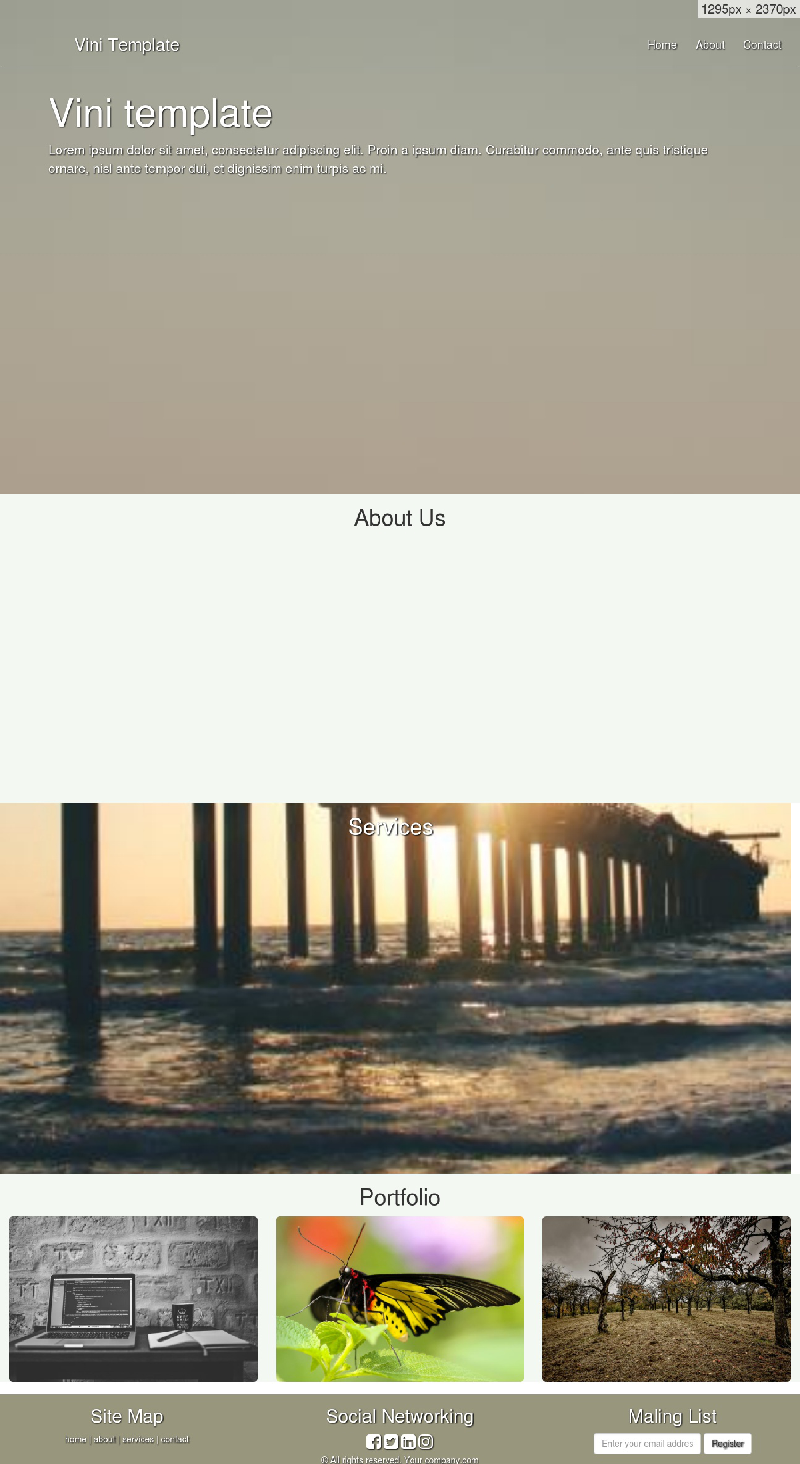 1295px × 2370px
Vini Template
Home About Contact
Vini template
Lorem ipsum dolor sit amet, consectetur adipiscing elit. Proin a ipsum diam. Curabitur commodo, ante quis tristique
ornare, nisl ante tempor dui, et dignissim enim turpis ac mi.
About Us
Services
Portfolio
Site Map
home | about | services | contact
Social Networking
© All rights reserved. Your company.com
Maling List
Enter your email addres
Register